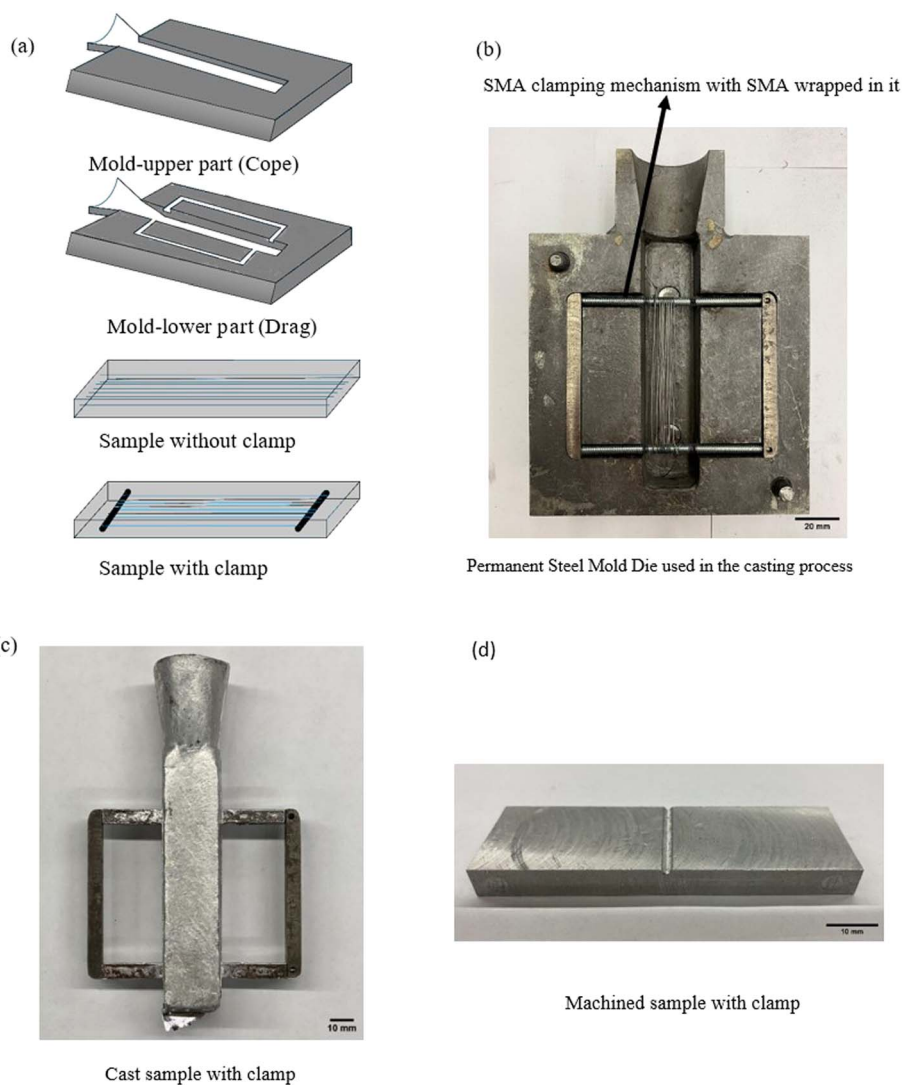 (a)
Mold-upper part (Cope)
Mold-lower part (Drag)
Sample without clamp
Sample with clamp
(b)
SMA clamping mechanism with SMA wrapped in it
20 mm
Permanent Steel Mold Die used in the casting process
c)
10 mm
Cast sample with clamp
(d)
10 mm
Machined sample with clamp